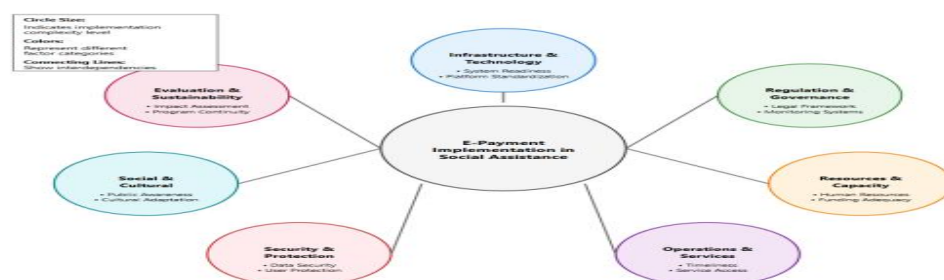 Circle Size:
Indicates implementation
complexity level
Colors:
Represent different
factor categories
Connecting Lines:
Show interdependencies
Infrastructure &
Technology
• System Readiness
• Platform Standardization
Evaluation &
Sustainability
• Impact Assessment
• Program Continuity
Regulation &
Governance
• Legal Framework
• Monitoring Systems
E-Payment
Implementation in
Social Assistance
Social &
Cultural
• Public Awareness
• Cultural Adaptation
Resources &
Capacity
• Human Resources
• Funding Adequacy
Security &
Protection
• Data Security
• User Protection
Operations &
Services
• Timeliness
• Service Access